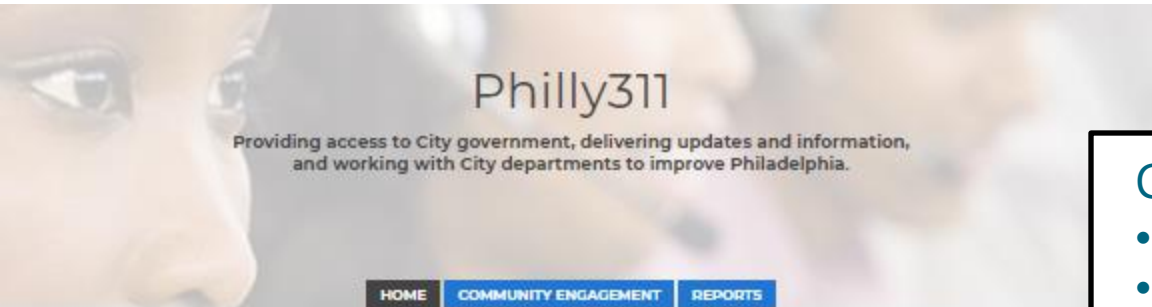 Philly311
Providing access to City government, delivering updates and information,
and working with City departments to improve Philadelphia.
HOME COMMUNITY ENGAGEMENT REPORTS